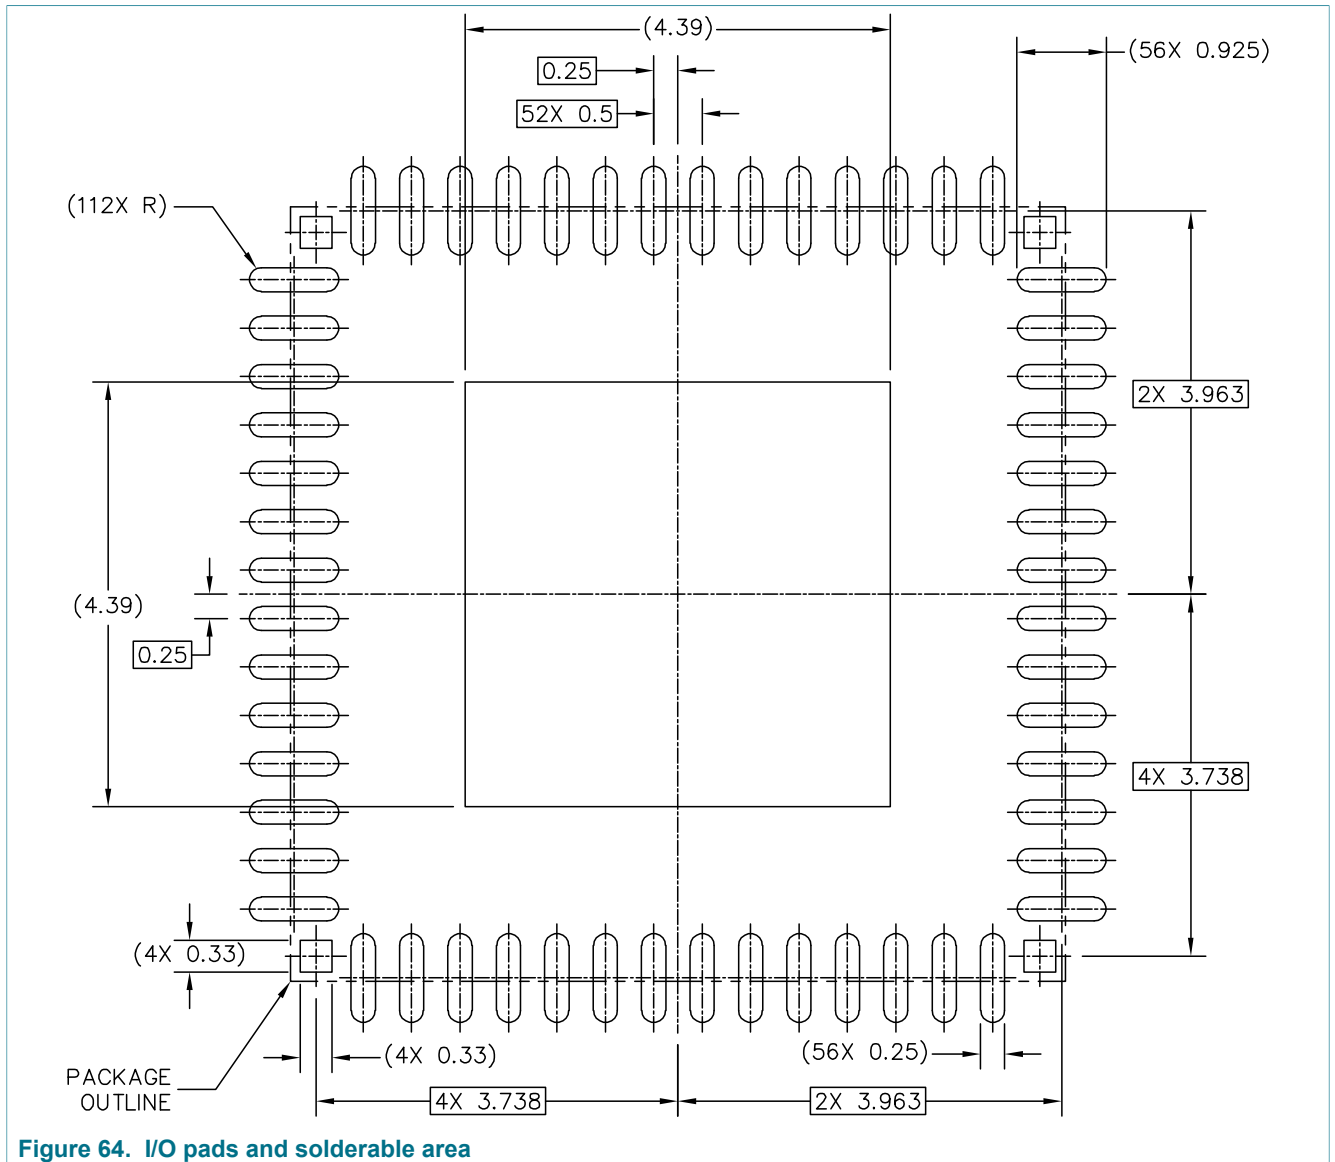 (4.39)
0.25
(56X 0.925)
52X 0.5
(112X R)
2X 3.963
(4.39)
0.25
4X 3.738
(4X 0.33)
(4X 0.33)
(56X 0.25)
PACKAGE
OUTLINE
4X 3.738
2X 3.963
Figure 64. I/O pads and solderable area